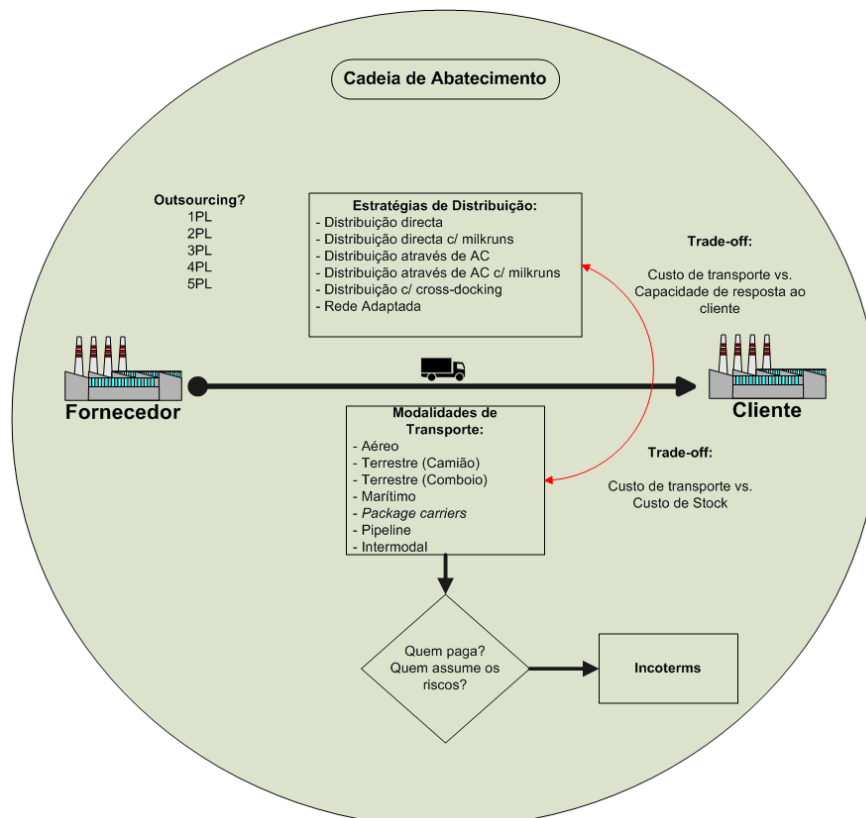 Cadeia de Abatecimento
Outsourcing?
1PL
2PL
3PL
4PL
5PL
Estratégias de Distribuição:
- Distribuição directa
- Distribuição directa c/ milkruns
- Distribuição através de AC
- Distribuição através de AC c/ milkruns
- Distribuição c/ cross-docking
- Rede Adaptada
Trade-off:
Custo de transporte vs.
Capacidade de resposta ao
cliente
Fornecedor
Cliente
Modalidades de
Transporte:
- Aéreo
- Terrestre (Camião)
- Terrestre (Comboio)
- Marítimo
- Package carriers
- Pipeline
- Intermodal
Trade-off:
Custo de transporte vs.
Custo de Stock
Quem paga?
Quem assume os
riscos?
Incoterms